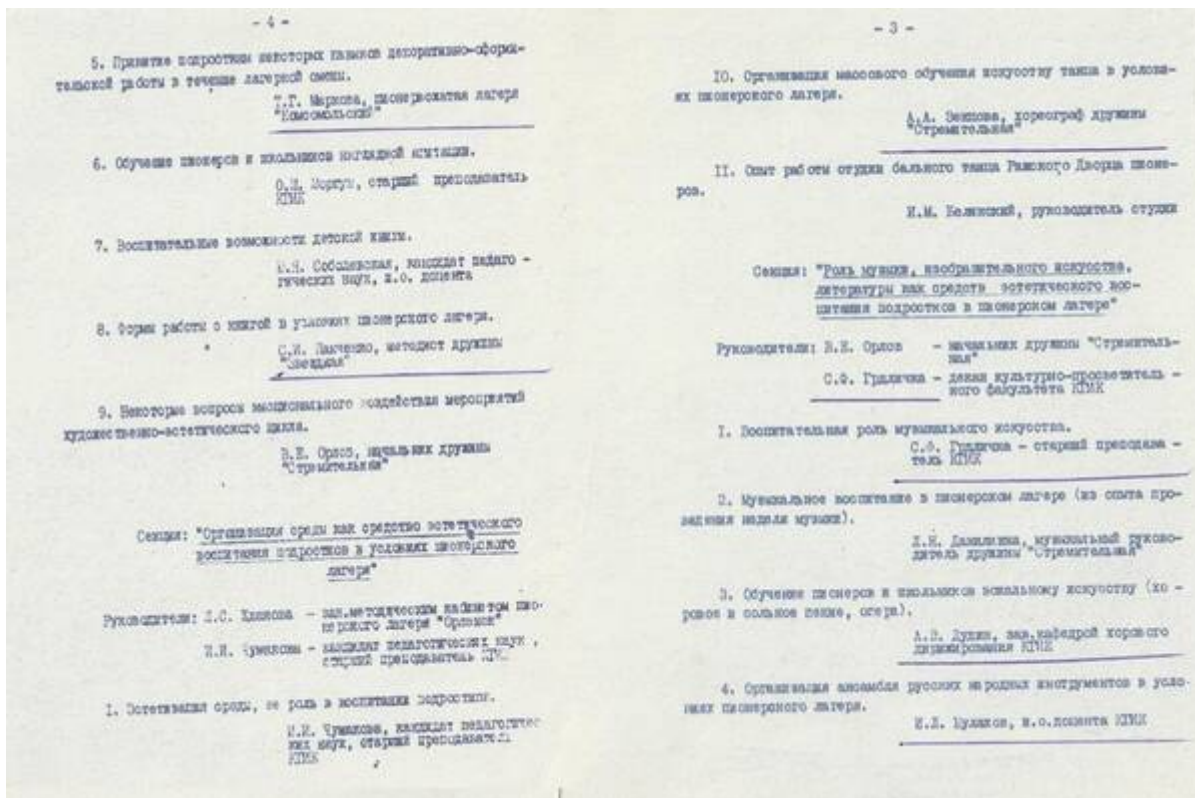 - 4 -
5. Привитие подросткам некоторых навыков декоративно-оформи-
тельской работы в течение лагерной смены.
Т.Г. Маркова, пионервожатая лагеря
"Комсомольский"
6. Обучение пионеров и школьников наглядной агитации.
О.И. Моргун, старший преподаватель
КГИК
7. Воспитательные возможности детской книги.
Соболевская, кандидат педаго -
гических наук, и.о. доцента
8. Формы работы с книгой в условиях пионерского лагеря.
С.И. Панченко, методист дружины
"Звездная"
9. Некоторые вопросы эмоционального воздействия мероприятий
художественно-эстетического цикла.
В.Е. Орлов, начальник дружины
"Стремительная"
Секция: "Организация среды как средство эстетического
воспитания подростков в условиях пионерского
лагеря"
Руководители: – зав.методическим кабинетом пио-
нерского лагеря "Орленок"
И.И. Чумакова – кандидат педагогических наук ,
старший преподаватель КГИК
I. Эстетизация среды, ее роль в воспитании подростков.
И.И. Чумакова, кандидат педагогичес-
ких наук, старший преподаватель
КГИК
- 3 -
IO. Организация массового обучения искусству танца в услови-
ях пионерского лагеря.
А.А. хореограф дружины
"Стремительная"
II. Опыт работы студии бального танца Рижского Дворца пионе-
ров.
И.М. Белинский, руководитель студии
Секция: "Роль музыки, изобразительного искусства,
литературы как средств эстетического вос-
питания подростков в пионерском лагере"
Руководители: В.Е. Орлов – начальник дружины "Стремитель-
ная"
С.Ф. Граличка – декан культурно-просветитель -
ного факультета КГИК
I. Воспитательная роль музыкального искусства.
С.Ф. Граличка – старший преподава -
тель КГИК
2. Музыкальное воспитание в пионерском лагере (из опыта про-
ведения недели музыки).
Данилкина, музыкальный руково-
дитель дружины "Стремительная"
3. Обучение пионеров и школьников вокальному искусству (хо -
ровое и сольное пение, опера).
А.В. Лукин, зав.кафедрой хорового
дирижирования КГИК
4. Организация ансамбля русских народных инструментов в усло-
виях пионерского лагеря.
Кулаков, и.о.доцента КГИК